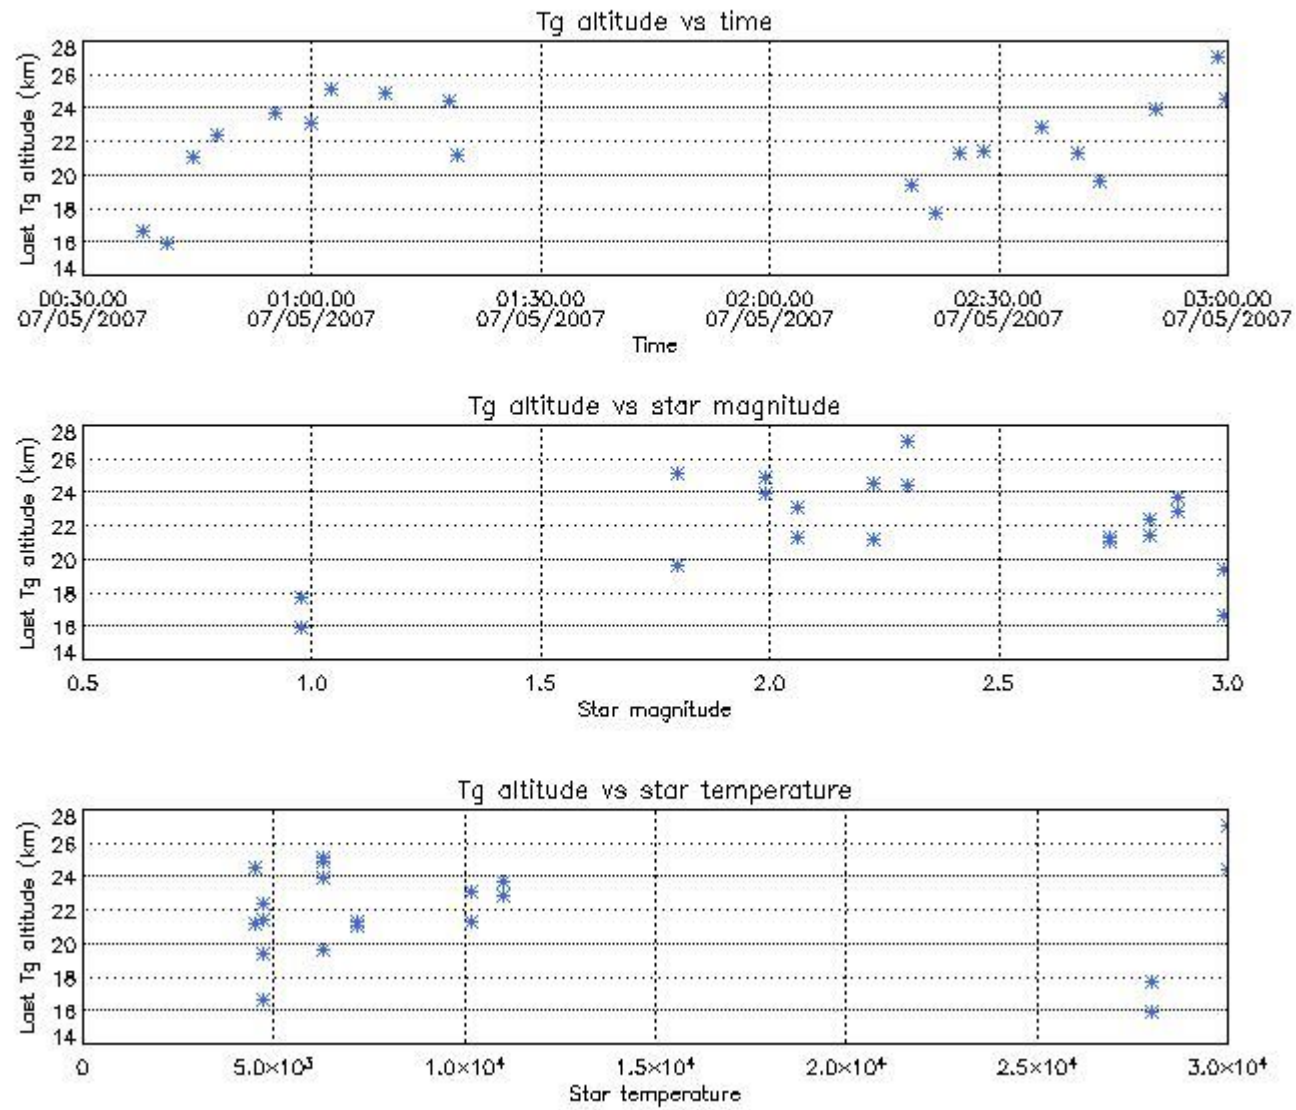 Tg altitude vs time
Last Tg altitude (km)
28
26
24
22
20
18
16
14
00:30.00 01:00.00 01:30.00 02:00.00 02:30.00 03:00.00
07/05/2007 07/05/2007 07/05/2007 07/05/2007 07/05/2007 07/05/2007
Time
Tg altitude vs star magnitude
Last Tg altitude (km)
28
26
24
22
20
18
16
14
0.5 1.0 1.5 2.0 2.5 3.0
Star magnitude
Tg altitude vs star temperature
Last Tg altitude (km)
28
26
24
22
20
18
16
14
0 5.0×10³ 1.0×10⁴ 1.5×10⁴ 2.0×10⁴ 2.5×10⁴ 3.0×10⁴
Star temperature